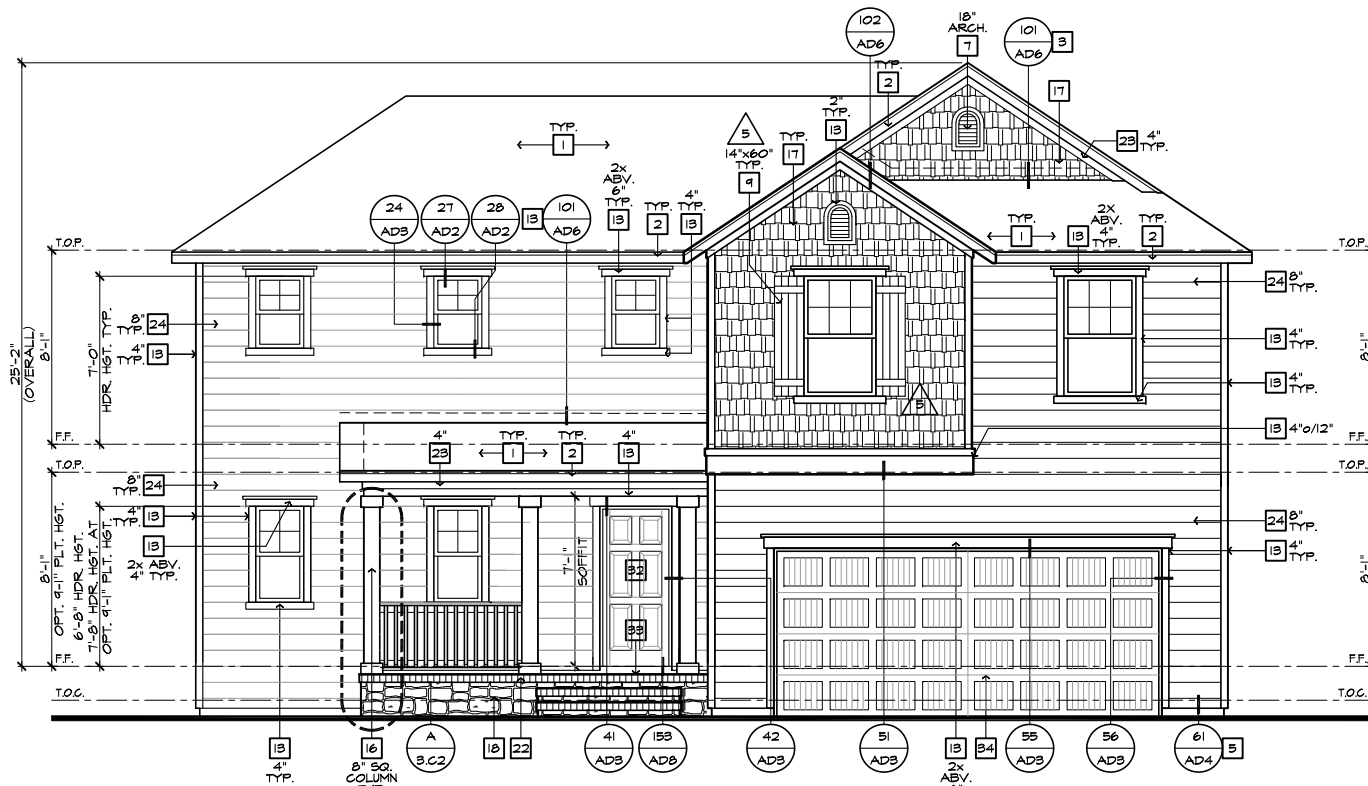 102
AD6
18"
ARCH.
7
101
AD6
3
TYP.
2
17
2"
TYP.
13
5
14"x60"
TYP.
9
TYP.
17
23
4"
TYP.
TYP.
1
2x
ABV.
6"
TYP.
13
24
AD3
27
AD2
28
AD2
13
101
AD6
TYP.
2
4"
TYP.
13
TYP.
1
2x
ABV.
4"
TYP.
13
TYP.
2
T.O.P.
T.O.P.
24
8"
TYP.
8"
TYP.
24
4"
TYP.
13
13
4"
TYP.
13
4"
TYP.
25'-2"
(OVERALL)
8'-1"
7'-0"
HDR. HGT. TYP.
8'-1"
5
F.F.
F.F.
13
4"o/12"
4"
23
TYP.
1
TYP.
2
4"
13
T.O.P.
T.O.P.
8"
TYP.
24
4"
TYP.
13
13
2x ABV.
4" TYP.
24
8"
TYP.
13
4"
TYP.
8'-1"
OPT. 9'-1" PLT. HGT.
6'-8" HDR. HGT.
7'-8" HDR. HGT. AT
OPT. 9'-1" PLT. HGT.
7'-1"
SOFFIT
32
33
8'-1"
F.F.
F.F.
T.O.C.
T.O.C.
13
4"
TYP.
16
8" SQ.
COLUMN
A
3.C2
18
22
41
AD3
153
AD8
42
AD3
51
AD3
13
2x
ABV.
34
55
AD3
56
AD3
61
AD4
5